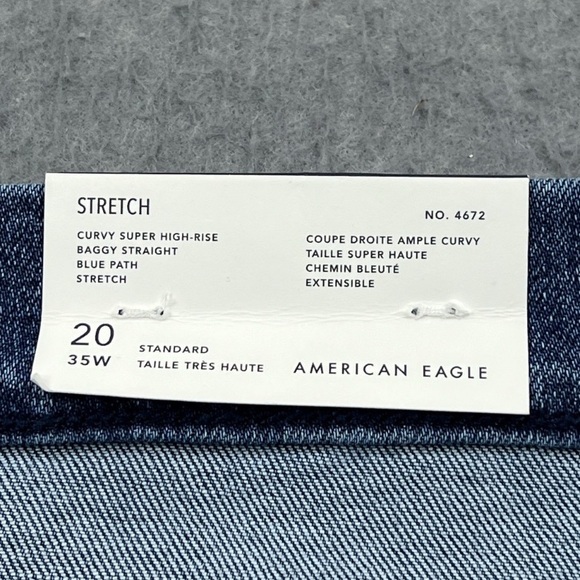 STRETCH
NO. 4672
CURVY SUPER HIGH-RISE
BAGGY STRAIGHT
BLUE PATH
STRETCH
COUPE DROITE AMPLE CURVY
TAILLE SUPER HAUTE
CHEMIN BLEUTÉ
EXTENSIBLE
20
35W
STANDARD
TAILLE TRÈS HAUTE
AMERICAN EAGLE